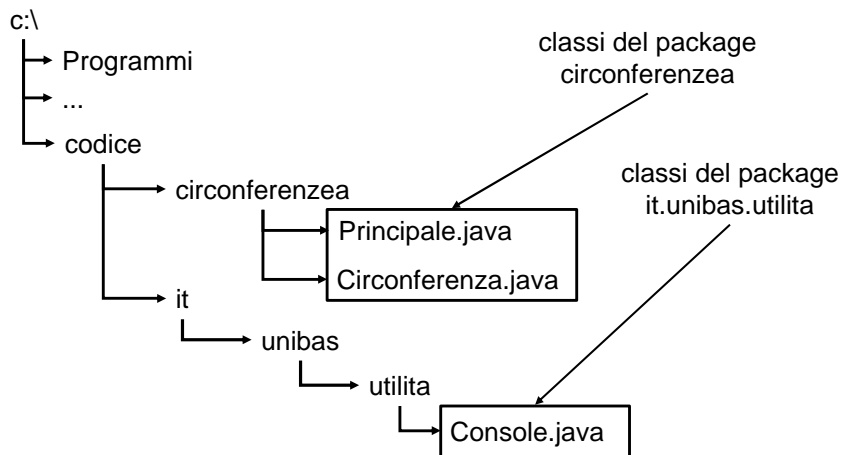 c:\
Programmi
...
codice
circonferenzea
Principale.java
Circonferenza.java
it
unibas
utilita
Console.java
classi del package
circonferenzea
classi del package
it.unibas.utilita